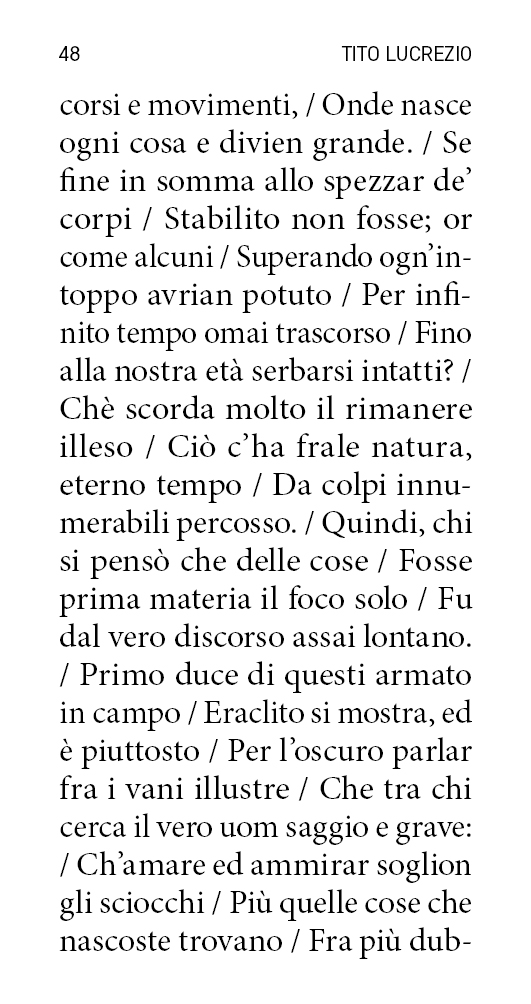 48 TITO LUCREZIO
corsi e movimenti, / Onde nasce
ogni cosa e divien grande. / Se
fine in somma allo spezzar de’
corpi / Stabilito non fosse; or
come alcuni / Superando ogn’in-
toppo avrian potuto / Per infi-
nito tempo omai trascorso / Fino
alla nostra età serbarsi intatti? /
Chè scorda molto il rimanere
illeso / Ciò c’ha frale natura,
eterno tempo / Da colpi innu-
merabili percosso. / Quindi, chi
si pensò che delle cose / Fosse
prima materia il foco solo / Fu
dal vero discorso assai lontano.
/ Primo duce di questi armato
in campo / Eraclito si mostra, ed
è piuttosto / Per l’oscuro parlar
fra i vani illustre / Che tra chi
cerca il vero uom saggio e grave:
/ Ch’amare ed ammirar soglion
gli sciocchi / Più quelle cose che
nascoste trovano / Fra più dub-